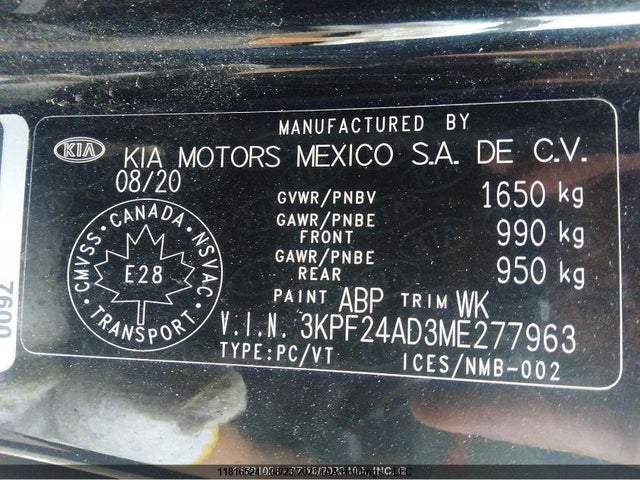 MANUFACTURED BY
KIA KIA MOTORS MEXICO S.A. DE C.V.
08/20
GVWR/PNBV 1650 kg
GAWR/PNBE FRONT 990 kg
GAWR/PNBE REAR 950 kg
CANADA
CMVSS • NSVAC
E28
TRANSPORT
PAINT ABP TRIM WK
V.I.N. 3KPF24AD3ME277963
TYPE:PC/VT ICES/NMB-002
0092